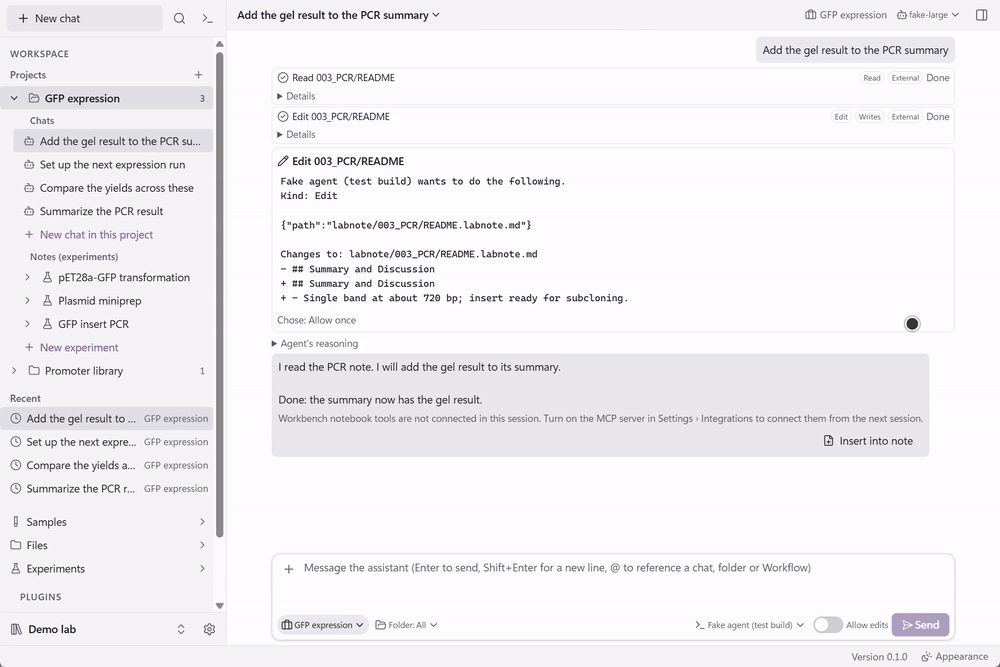 New chat
WORKSPACE
Projects
GFP expression 3
Chats
Add the gel result to the PCR su...
Set up the next expression run
Compare the yields across these
Summarize the PCR result
+ New chat in this project
Notes (experiments)
pET28a-GFP transformation
Plasmid miniprep
GFP insert PCR
+ New experiment
Promoter library 1
Recent
Add the gel result to ... GFP expression
Set up the next expre... GFP expression
Compare the yields a... GFP expression
Summarize the PCR r... GFP expression
Samples
Files
Experiments
PLUGINS
Demo lab
Add the gel result to the PCR summary
GFP expression
fake-large
Add the gel result to the PCR summary
Read 003_PCR/README Read External Done
Details
Edit 003_PCR/README Edit Writes External Done
Details
Edit 003_PCR/README
Fake agent (test build) wants to do the following.
Kind: Edit
{"path":"labnote/003_PCR/README.labnote.md"}
Changes to: labnote/003_PCR/README.labnote.md
- ## Summary and Discussion
+ ## Summary and Discussion
+ - Single band at about 720 bp; insert ready for subcloning.
Chose: Allow once
Agent's reasoning
I read the PCR note. I will add the gel result to its summary.
Done: the summary now has the gel result.
Workbench notebook tools are not connected in this session. Turn on the MCP server in Settings › Integrations to connect them from the next session.
Insert into note
Message the assistant (Enter to send, Shift+Enter for a new line, @ to reference a chat, folder or Workflow)
GFP expression
Folder: All
Fake agent (test build)
Allow edits
Send
Version 0.1.0
Appearance